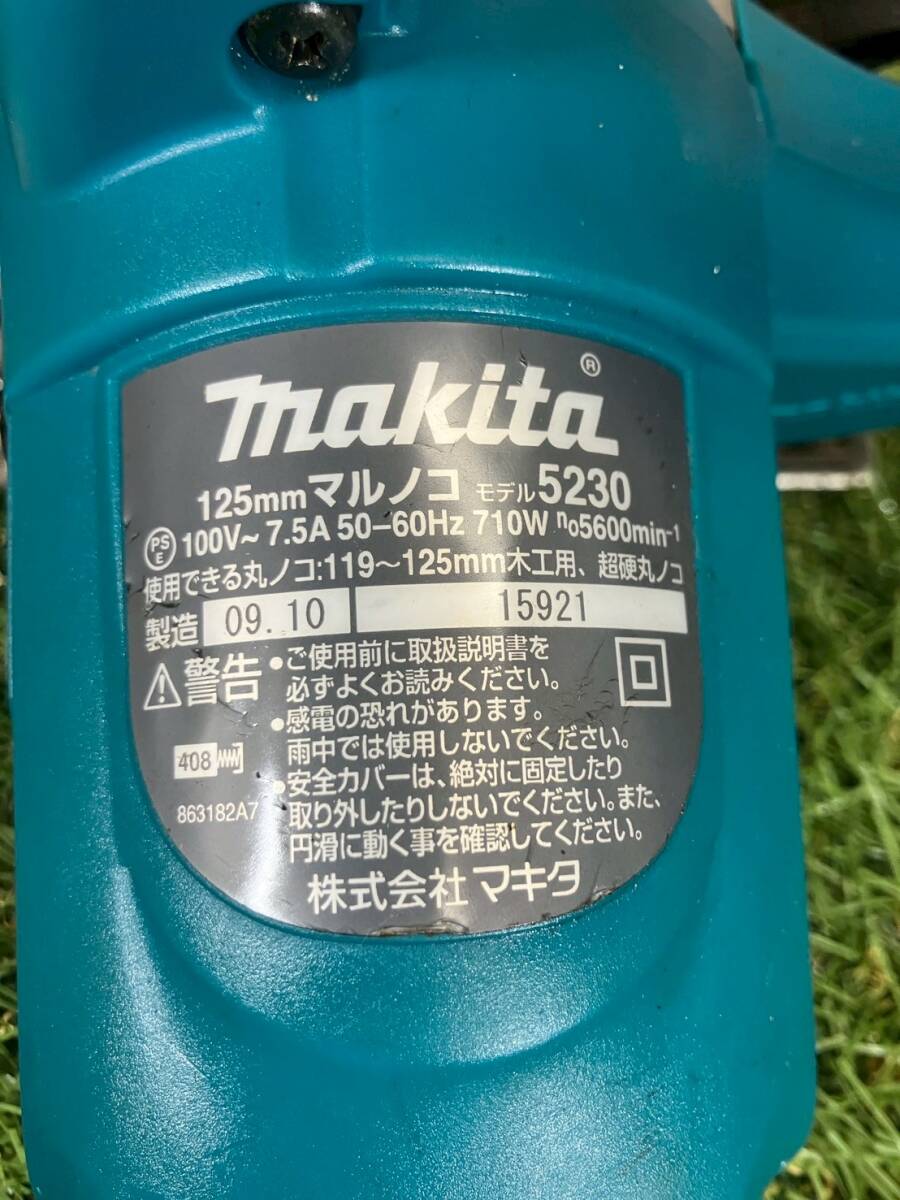 makita®
125mmマルノコ モデル5230
PSE 100V~ 7.5A 50-60Hz 710W n₀5600min⁻¹
使用できる丸ノコ:119〜125mm木工用、超硬丸ノコ
製造 09.10 15921
⚠警告 •ご使用前に取扱説明書を
必ずよくお読みください。
•感電の恐れがあります。
雨中では使用しないでください。
408
•安全カバーは、絶対に固定したり
863182A7 取り外したりしないでください。また、
円滑に動く事を確認してください。
株式会社 マキタ